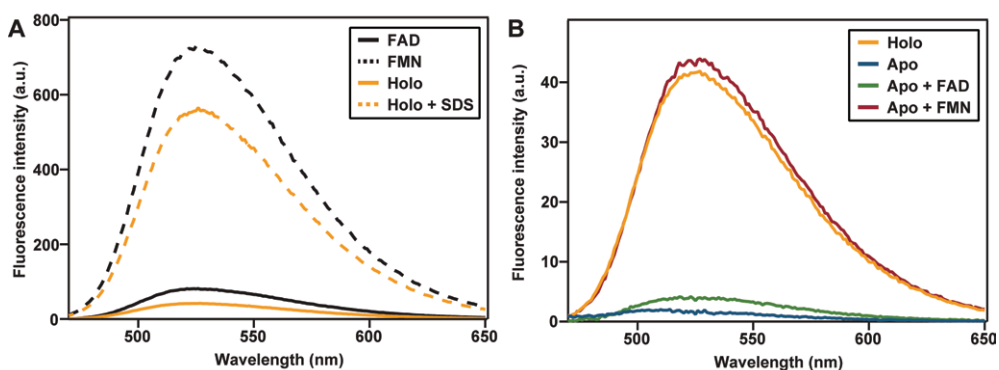 A
800
600
400
200
0
Fluorescence intensity (a.u.)
500
550
600
650
Wavelength (nm)
FAD
FMN
Holo
Holo + SDS
B
40
30
20
10
0
Fluorescence intensity (a.u.)
500
550
600
650
Wavelength (nm)
Holo
Apo
Apo + FAD
Apo + FMN